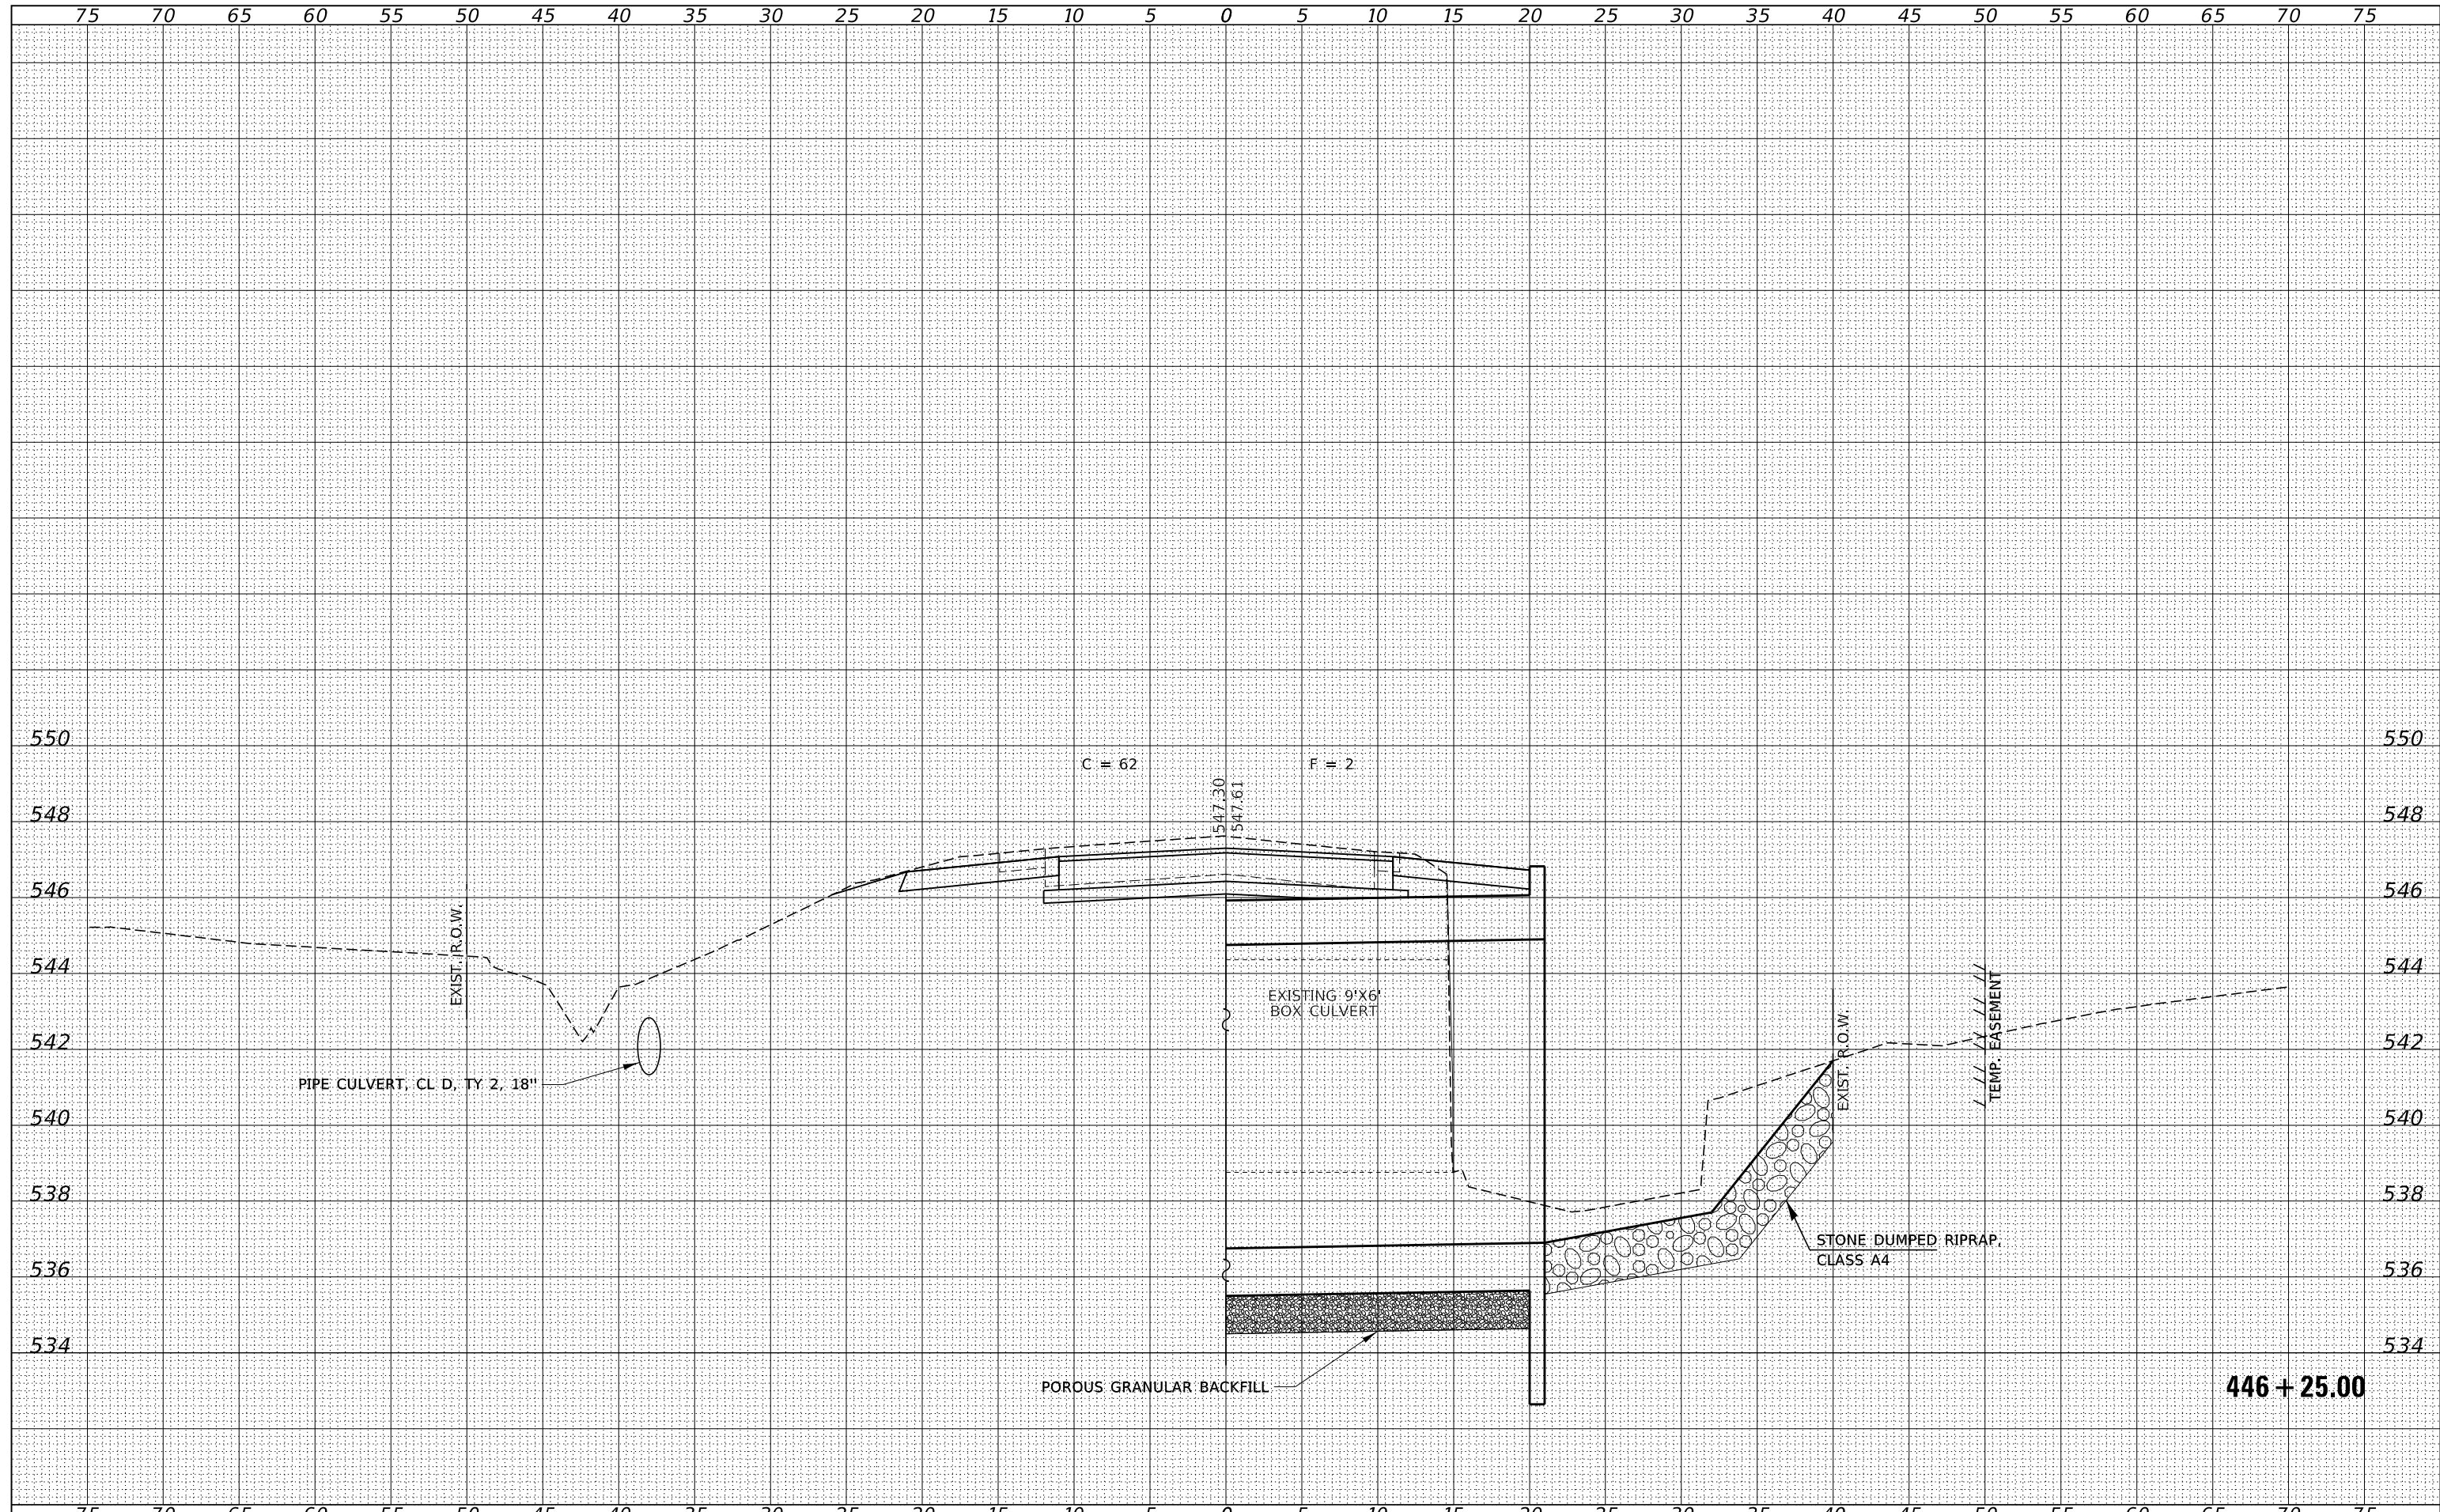 75 70 65 60 55 50 45 40 35 30 25 20 15 10 5 0 5 10 15 20 25 30 35 40 45 50 55 60 65 70 75
550 550
C = 62 F = 2
547.30
547.61
548 548
546 546
EXIST. R.O.W.
544 544
EXISTING 9'X6'
BOX CULVERT
TEMP. EASEMENT
EXIST. R.O.W.
542 542
PIPE CULVERT, CL D, TY 2, 18"
540 540
538 538
STONE DUMPED RIPRAP,
CLASS A4
536 536
534 534
POROUS GRANULAR BACKFILL
446 + 25.00
75 70 65 60 55 50 45 40 35 30 25 20 15 10 5 0 5 10 15 20 25 30 35 40 45 50 55 60 65 70 75